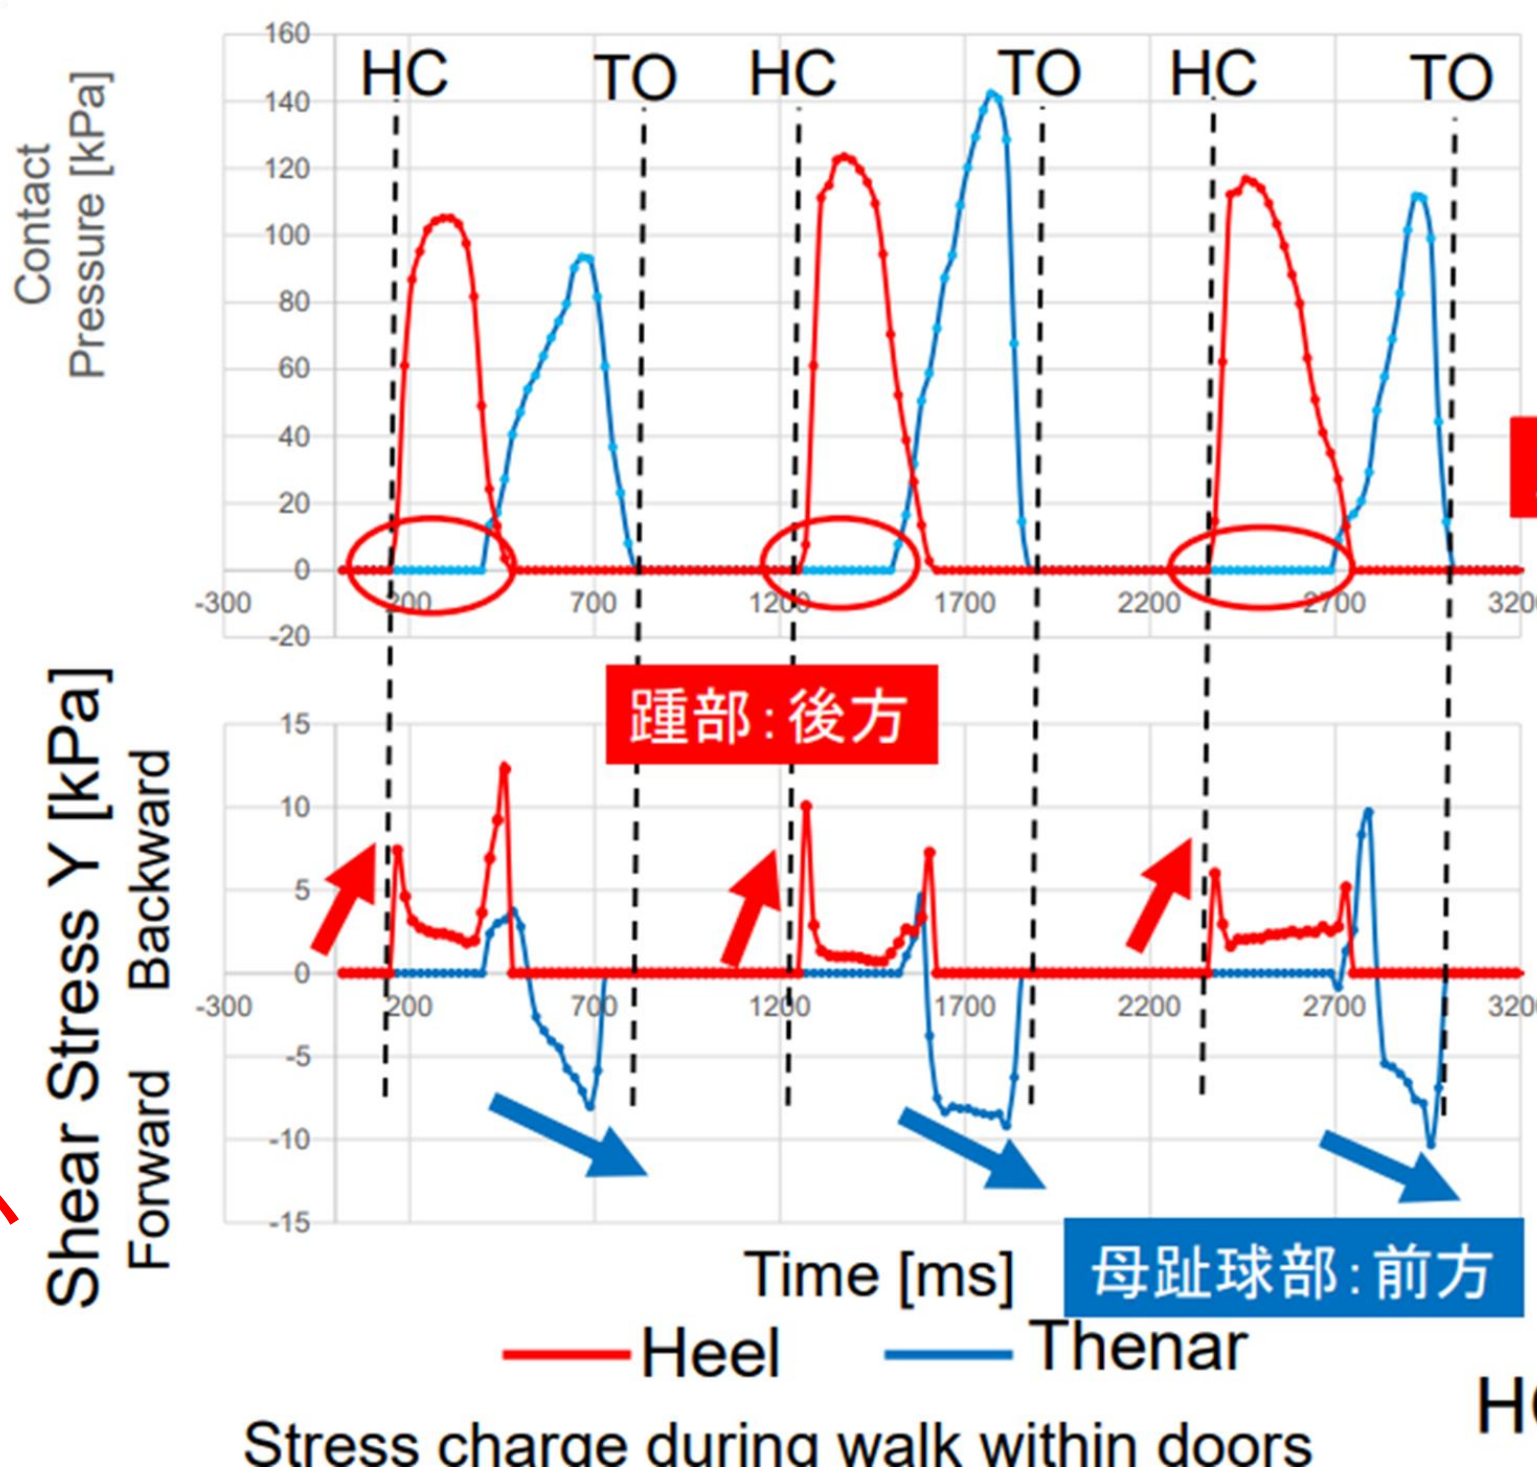 160
140
120
100
80
60
40
20
0
-20
HC
TO
HC
TO
HC
TO
Contact
Pressure [kPa]
-300
200
700
1200
1700
2200
2700
踵部:後方
15
10
5
0
-5
-10
-15
Shear Stress Y [kPa]
Backward
Forward
-300
200
700
1200
1700
2200
2700
Time [ms]
母趾球部:前方
Heel
Thenar
Stress charge during walk within doors